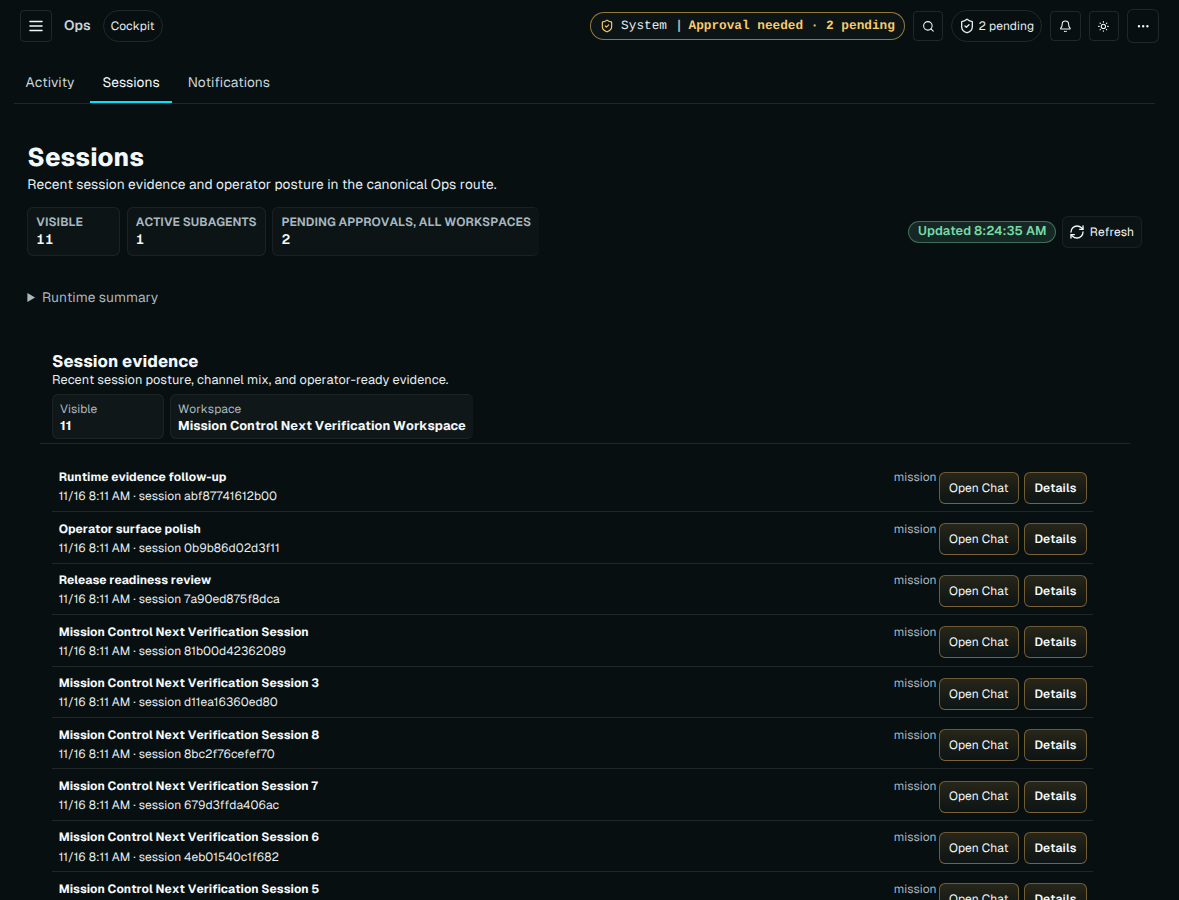 Ops Cockpit System | Approval needed · 2 pending 2 pending
Activity Sessions Notifications
Sessions
Recent session evidence and operator posture in the canonical Ops route.
VISIBLE ACTIVE SUBAGENTS PENDING APPROVALS, ALL WORKSPACES
11 1 2
Updated 8:24:35 AM Refresh
Runtime summary
Session evidence
Recent session posture, channel mix, and operator-ready evidence.
Visible Workspace
11 Mission Control Next Verification Workspace
Runtime evidence follow-up mission Open Chat Details
11/16 8:11 AM · session abf87741612b00
Operator surface polish mission Open Chat Details
11/16 8:11 AM · session 0b9b86d02d3f11
Release readiness review mission Open Chat Details
11/16 8:11 AM · session 7a90ed875f8dca
Mission Control Next Verification Session mission Open Chat Details
11/16 8:11 AM · session 81b00d42362089
Mission Control Next Verification Session 3 mission Open Chat Details
11/16 8:11 AM · session d11ea16360ed80
Mission Control Next Verification Session 8 mission Open Chat Details
11/16 8:11 AM · session 8bc2f76cefef70
Mission Control Next Verification Session 7 mission Open Chat Details
11/16 8:11 AM · session 679d3ffda406ac
Mission Control Next Verification Session 6 mission Open Chat Details
11/16 8:11 AM · session 4eb01540c1f682
Mission Control Next Verification Session 5 mission Open Chat Details